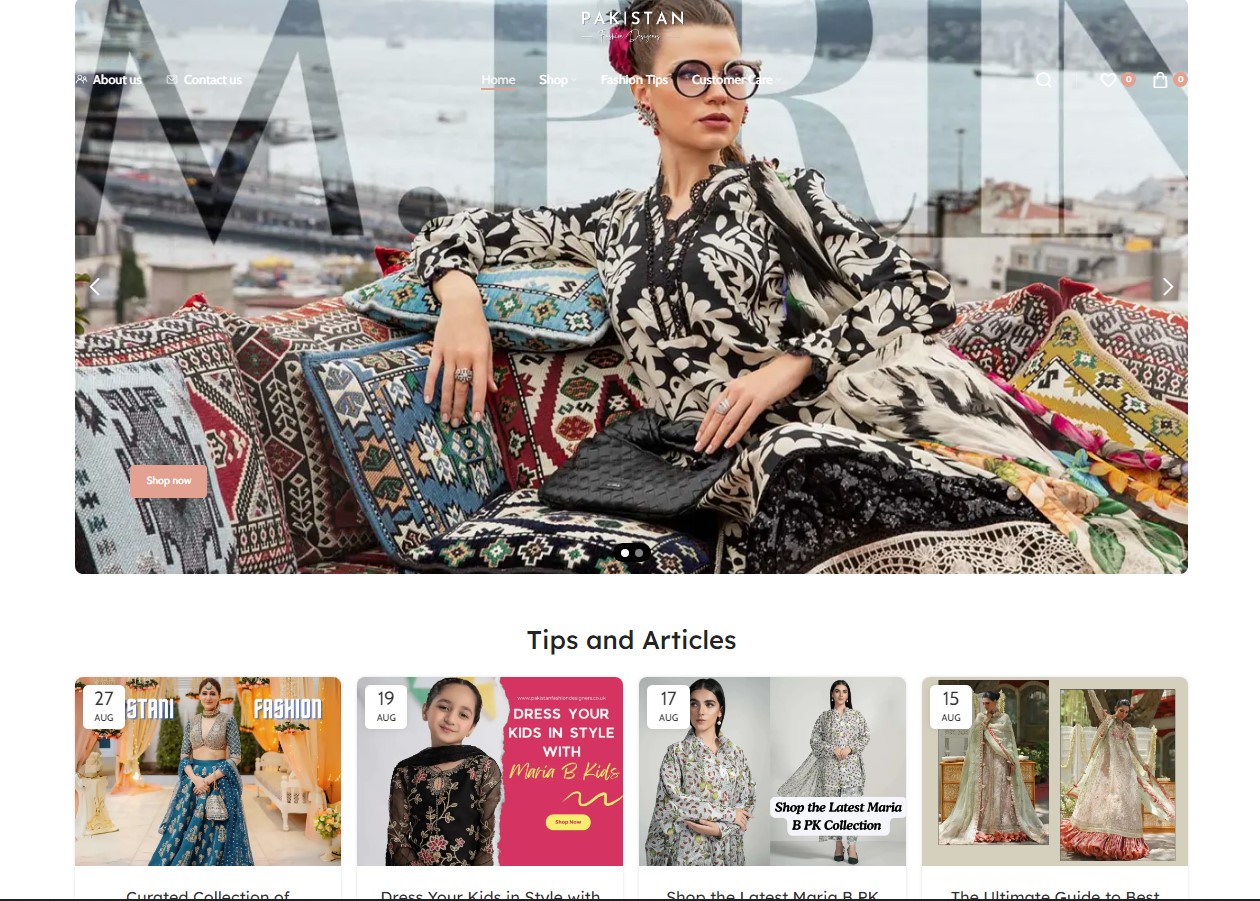 PAKISTAN
Fashion Designers
About us
Contact us
Home
Shop
Fashion Tips
Customer Care
0
0
M.PRIN
Shop now
Tips and Articles
27
AUG
STANI
FASHION
19
AUG
www.pakistanfashiondesigners.co.uk
DRESS YOUR
KIDS IN STYLE
WITH
Maria B Kids
Shop Now
17
AUG
Shop the Latest Maria
B PK Collection
15
AUG
Curated Collection of
Dress Your Kids in Style with
Shop the Latest Maria B PK
The Ultimate Guide to Best